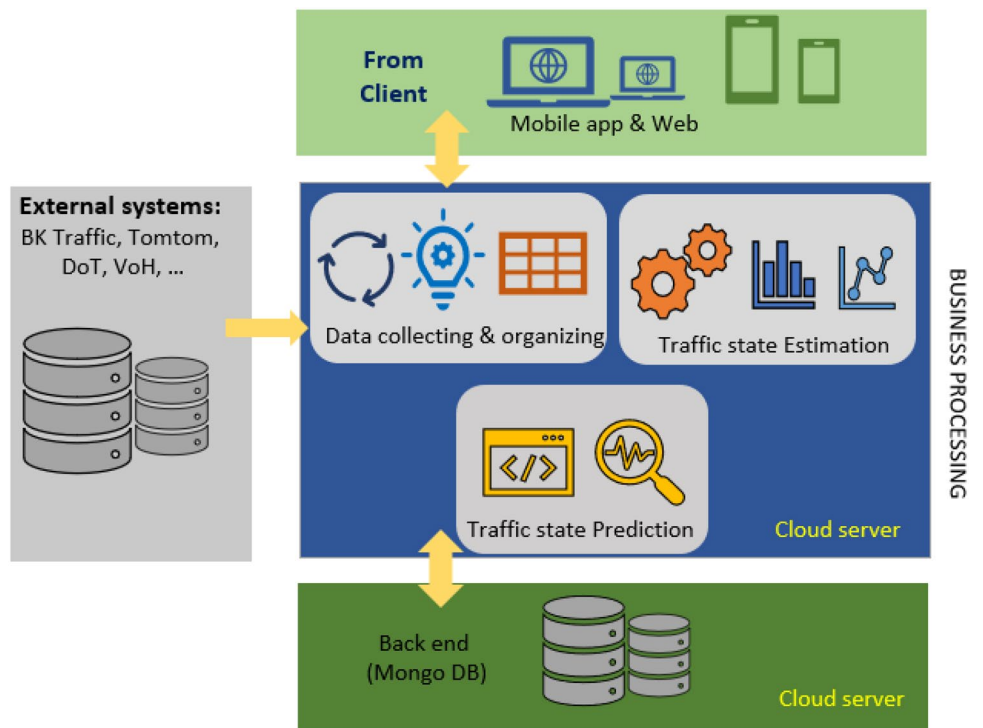 From
Client
Mobile app & Web
External systems:
BK Traffic, Tomtom,
DoT, VoH, ...
Data collecting & organizing
Traffic state Estimation
</>
Traffic state Prediction
Cloud server
BUSINESS PROCESSING
Back end
(Mongo DB)
Cloud server